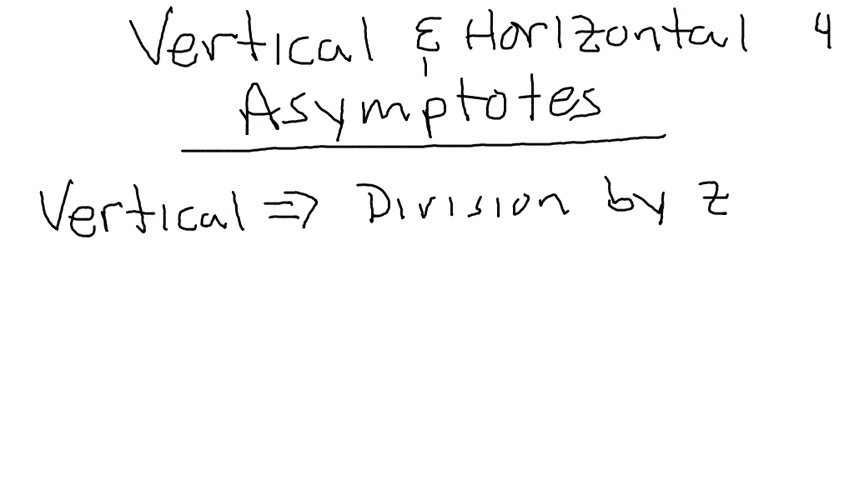 Vertical & Horizontal 4
Asymptotes
Vertical ⇒ Division by z